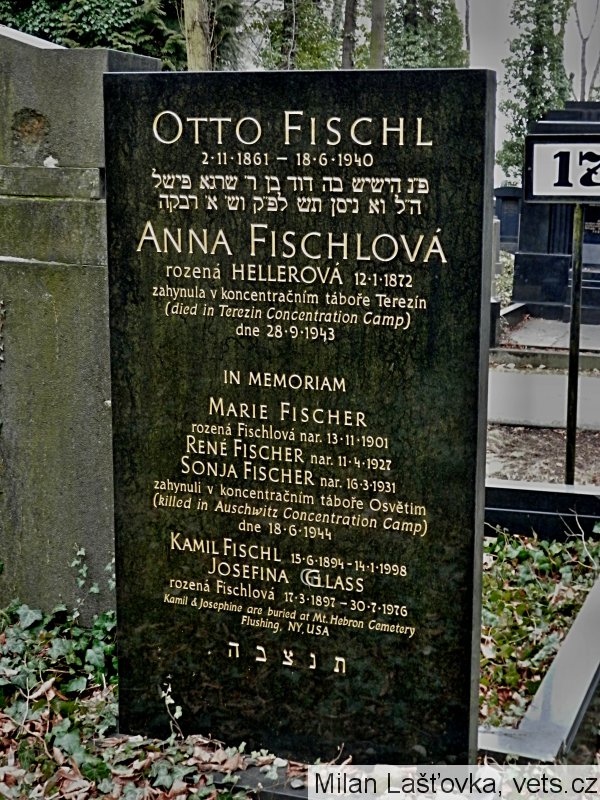 OTTO FISCHL
2·11·1861 – 18·6·1940
פ״נ הישיש בה דוד בן ר׳ שרגא פישל
ה׳ל וא ניסן תש לפ״ק וש׳ א׳ רבקה
ANNA FISCHLOVÁ
rozená HELLEROVÁ 12·1·1872
zahynula v koncentračním táboře Terezín
(died in Terezin Concentration Camp)
dne 28·9·1943
IN MEMORIAM
MARIE FISCHER
rozená Fischlová nar. 13·11·1901
RENÉ FISCHER nar. 11·4·1927
SONJA FISCHER nar. 16·3·1931
zahynuli v koncentračním táboře Osvětim
(killed in Auschwitz Concentration Camp)
dne 18·6·1944
KAMIL FISCHL 15·6·1894 – 14·1·1998
JOSEFINA GLASS
rozená Fischlová 17·3·1897 – 30·7·1976
Kamil & Josephine are buried at Mt. Hebron Cemetery
Flushing, NY, USA
ת נ צ ב ה
Milan Lašťovka, vets.cz